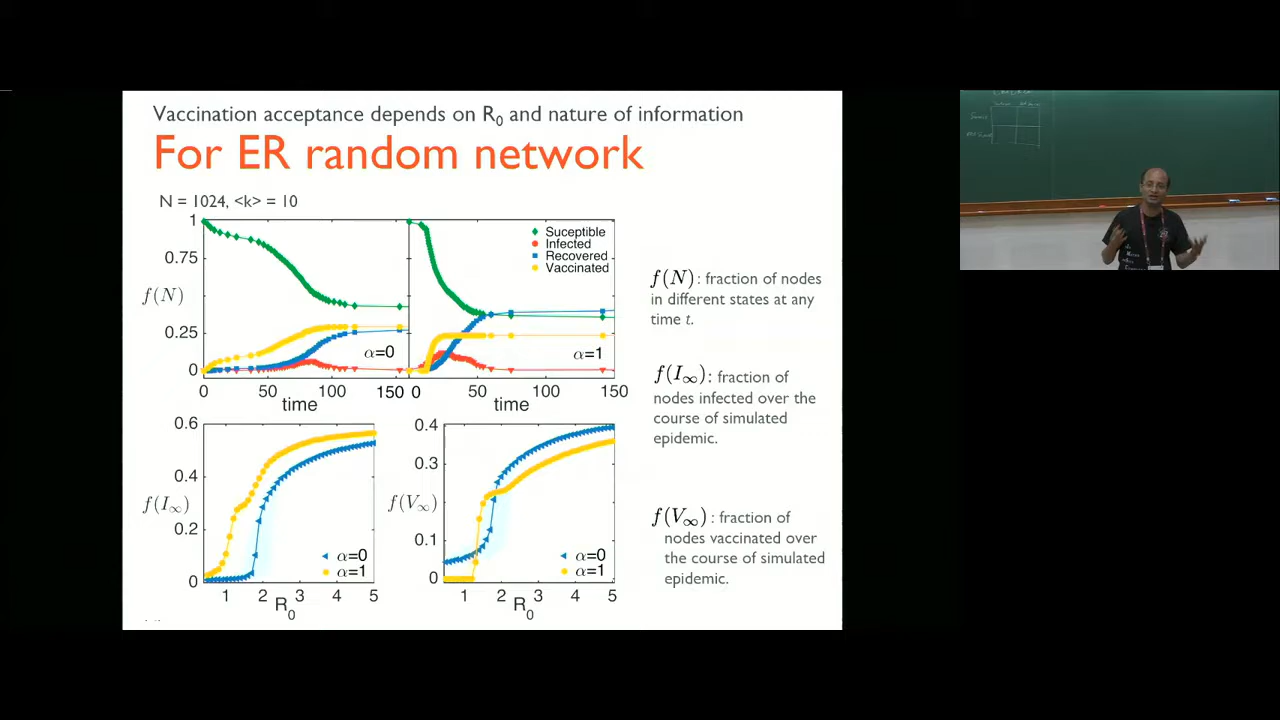 Vaccination acceptance depends on R0 and nature of information
For ER random network
N = 1024, <k> = 10
1
0.75
f(N)
0.25
0
Suceptible
Infected
Recovered
Vaccinated
α=0
α=1
0 50 100 150 0 50 100 150
time time
f(N) : fraction of nodes
in different states at any
time t.
0.6
0.4
f(I∞)
0.2
0
α=0
α=1
1 2 3 4 5
R0
0.4
0.3
f(V∞)
0.1
0
α=0
α=1
1 2 3 4 5
R0
f(I∞) : fraction of
nodes infected over the
course of simulated
epidemic.
f(V∞) : fraction of
nodes vaccinated over
the course of simulated
epidemic.